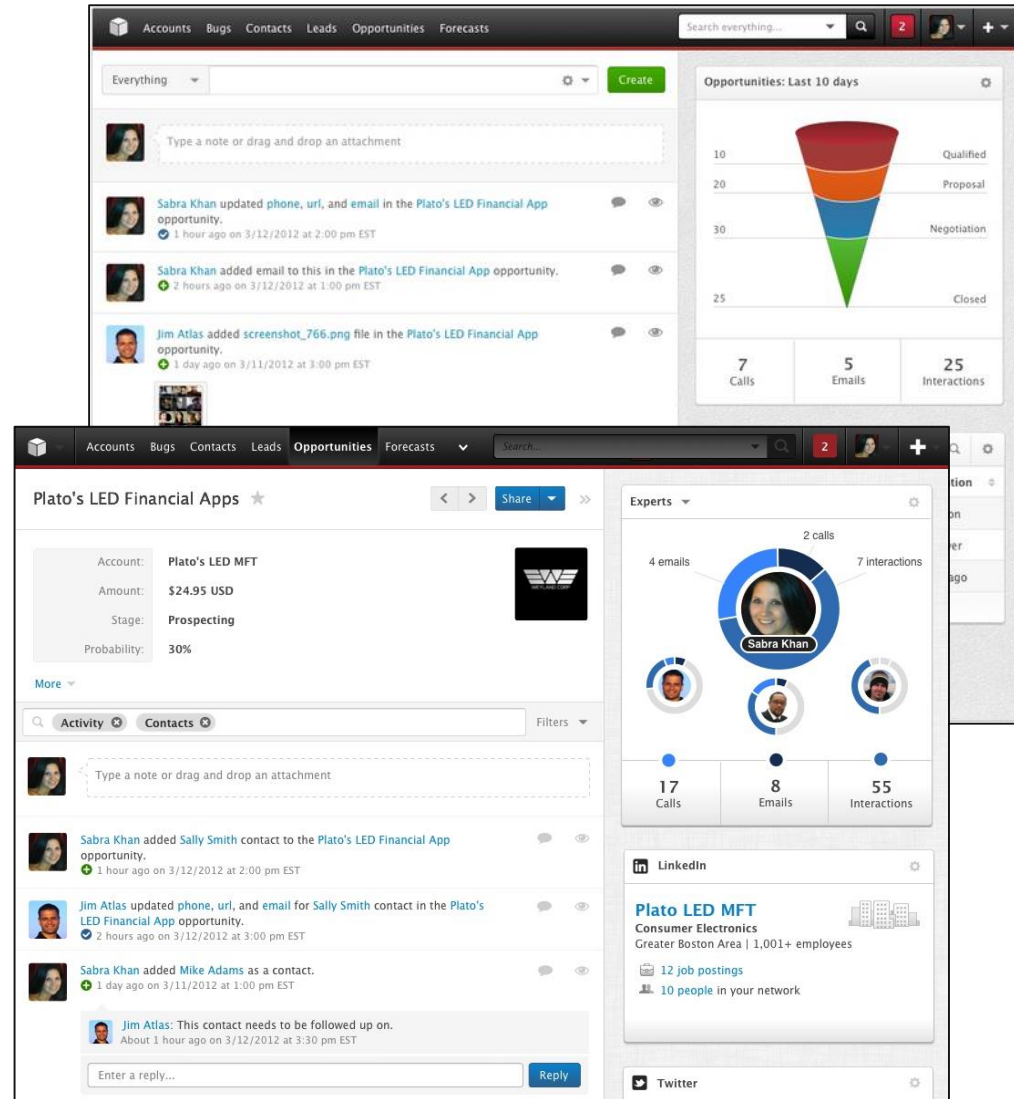 Accounts Bugs Contacts Leads Opportunities Forecasts
Search everything...
2
Everything
Create
Type a note or drag and drop an attachment
Sabra Khan updated phone, url, and email in the Plato's LED Financial App
opportunity.
1 hour ago on 3/12/2012 at 2:00 pm EST
Sabra Khan added email to this in the Plato's LED Financial App opportunity.
2 hours ago on 3/12/2012 at 1:00 pm EST
Jim Atlas added screenshot_766.png file in the Plato's LED Financial App
opportunity.
1 day ago on 3/11/2012 at 3:00 pm EST
Opportunities: Last 10 days
10 Qualified
20 Proposal
30 Negotiation
25 Closed
7 5 25
Calls Emails Interactions
Accounts Bugs Contacts Leads Opportunities Forecasts
Search...
2
Plato's LED Financial Apps
Share
Account: Plato's LED MFT
Amount: $24.95 USD
Stage: Prospecting
Probability: 30%
More
WEYLAND CORP
Activity Contacts
Filters
Type a note or drag and drop an attachment
Sabra Khan added Sally Smith contact to the Plato's LED Financial App
opportunity.
1 hour ago on 3/12/2012 at 2:00 pm EST
Jim Atlas updated phone, url, and email for Sally Smith contact in the Plato's
LED Financial App opportunity.
2 hours ago on 3/12/2012 at 3:00 pm EST
Sabra Khan added Mike Adams as a contact.
1 day ago on 3/11/2012 at 1:00 pm EST
Jim Atlas: This contact needs to be followed up on.
About 1 hour ago on 3/12/2012 at 3:30 pm EST
Enter a reply...
Reply
Experts
2 calls
4 emails
7 interactions
Sabra Khan
17 8 55
Calls Emails Interactions
LinkedIn
Plato LED MFT
Consumer Electronics
Greater Boston Area | 1,001+ employees
12 job postings
10 people in your network
Twitter
tion
on
er
ago